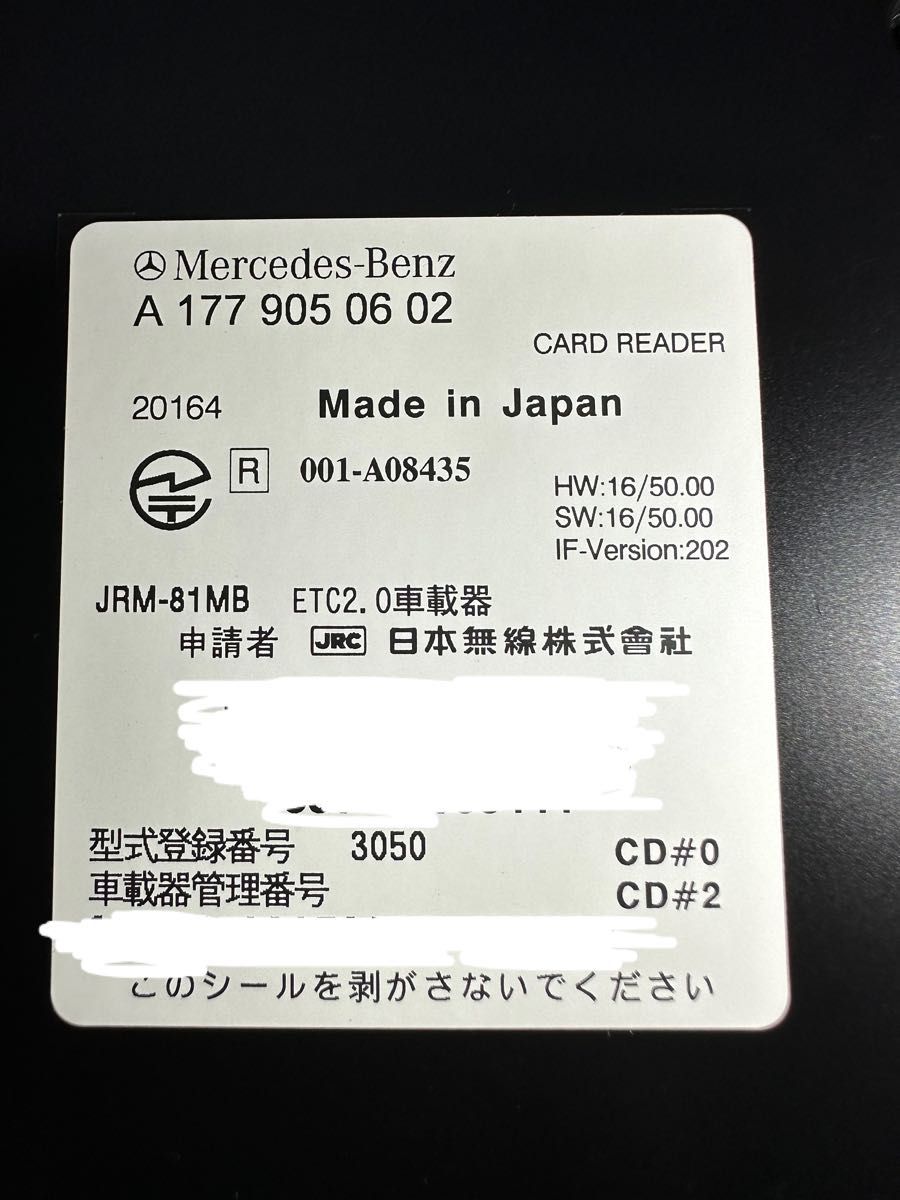 Mercedes-Benz
A 177 905 06 02
CARD READER
20164 Made in Japan
R 001-A08435
HW:16/50.00
SW:16/50.00
IF-Version:202
JRM-81MB ETC2.0車載器
申請者 JRC 日本無線株式會社
型式登録番号 3050 CD#0
車載器管理番号 CD#2
このシールを剥がさないでください